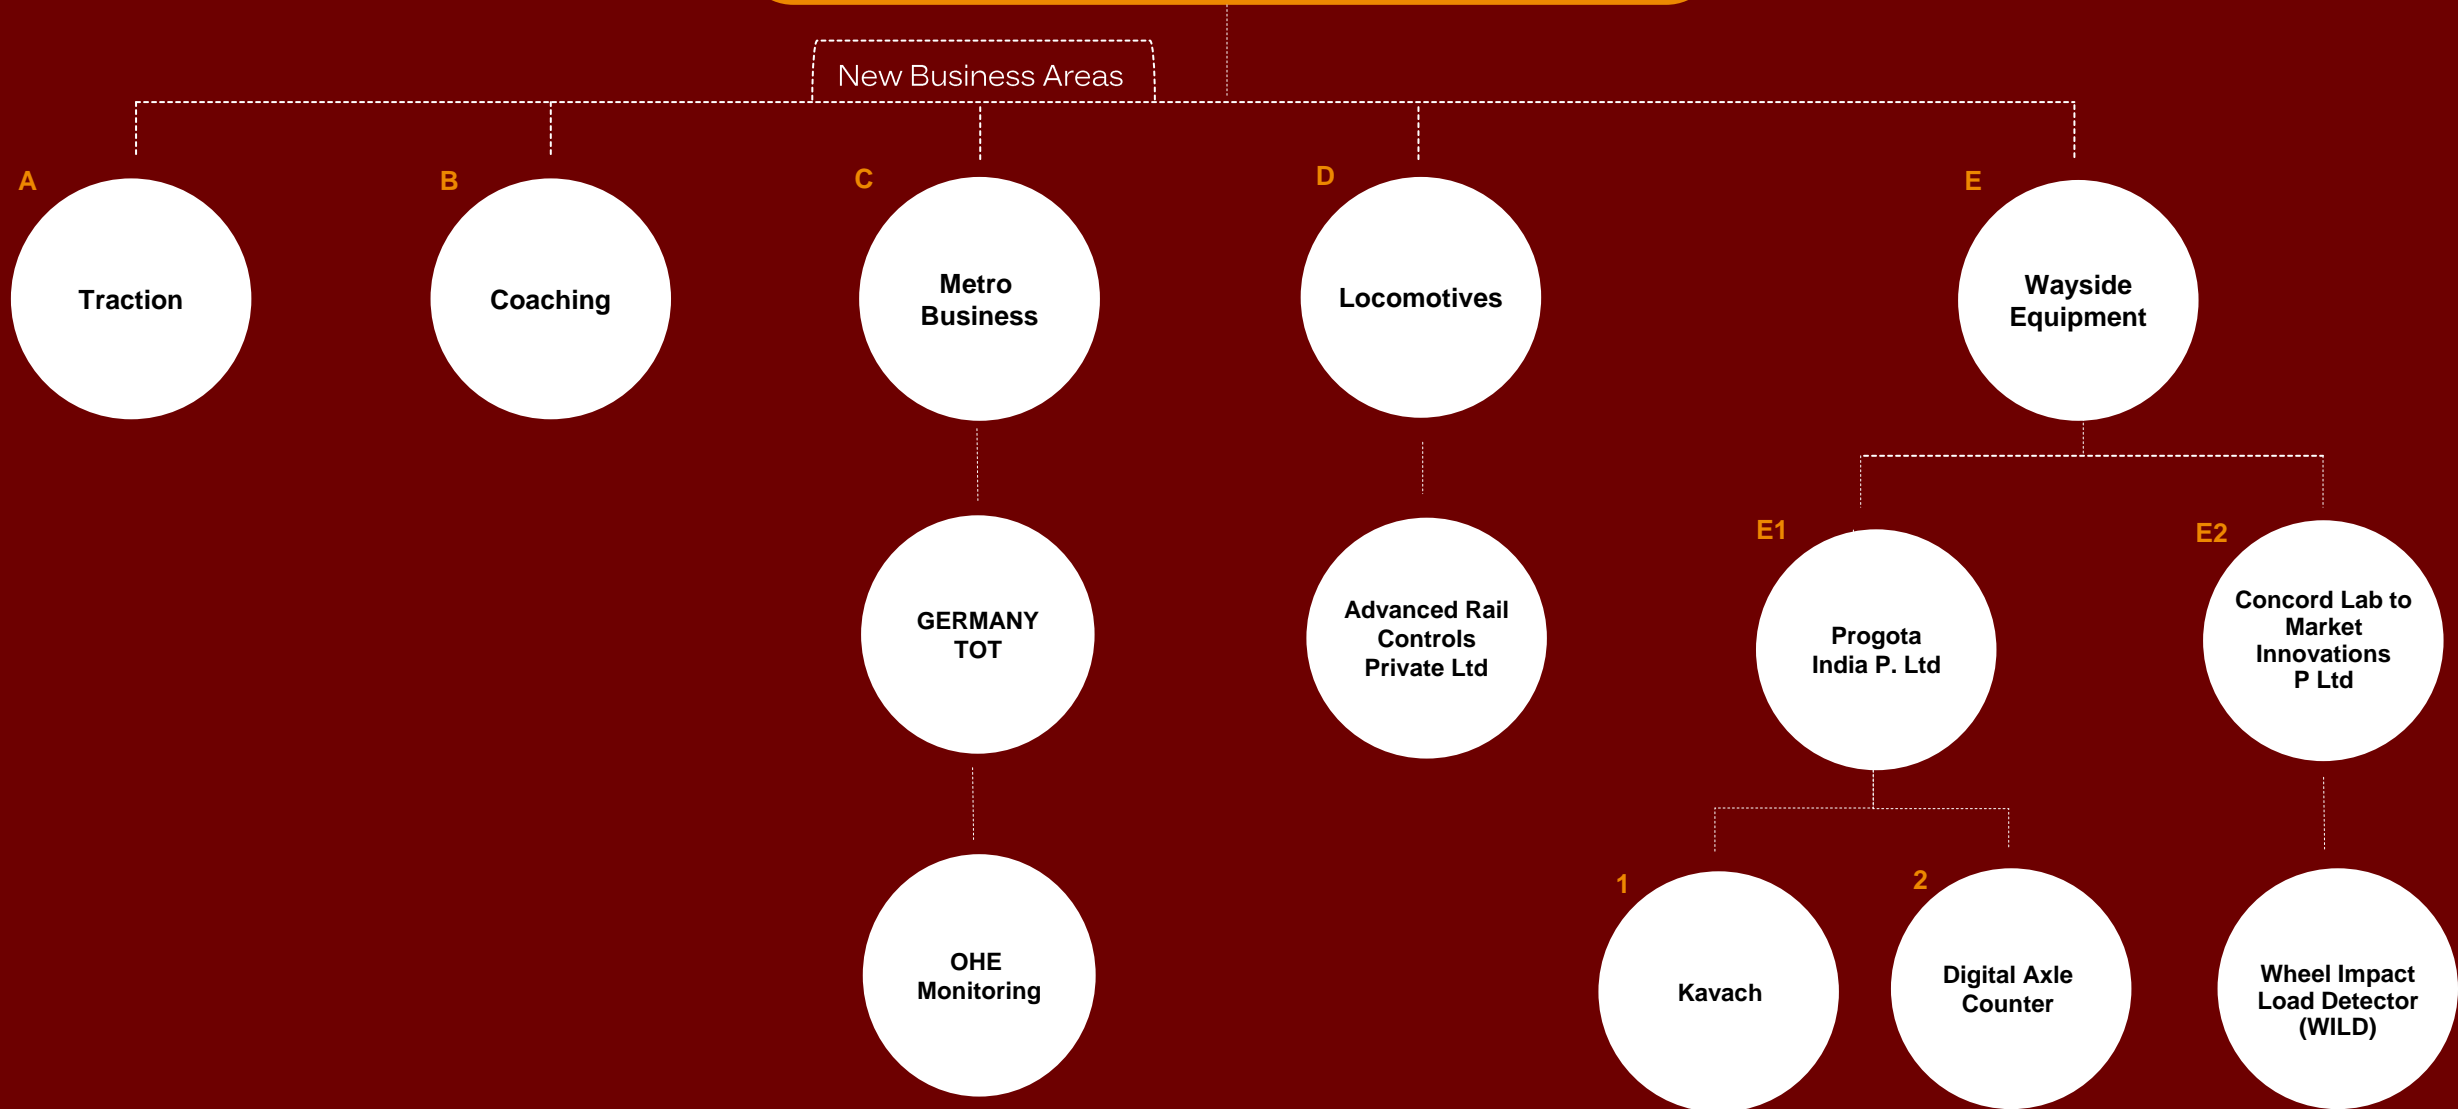 New Business Areas
A
Traction
B
Coaching
C
Metro
Business
D
Locomotives
E
Wayside
Equipment
GERMANY
TOT
Advanced Rail
Controls
Private Ltd
E1
Progota
India P. Ltd
E2
Concord Lab to
Market
Innovations
P Ltd
OHE
Monitoring
1
Kavach
2
Digital Axle
Counter
Wheel Impact
Load Detector
(WILD)